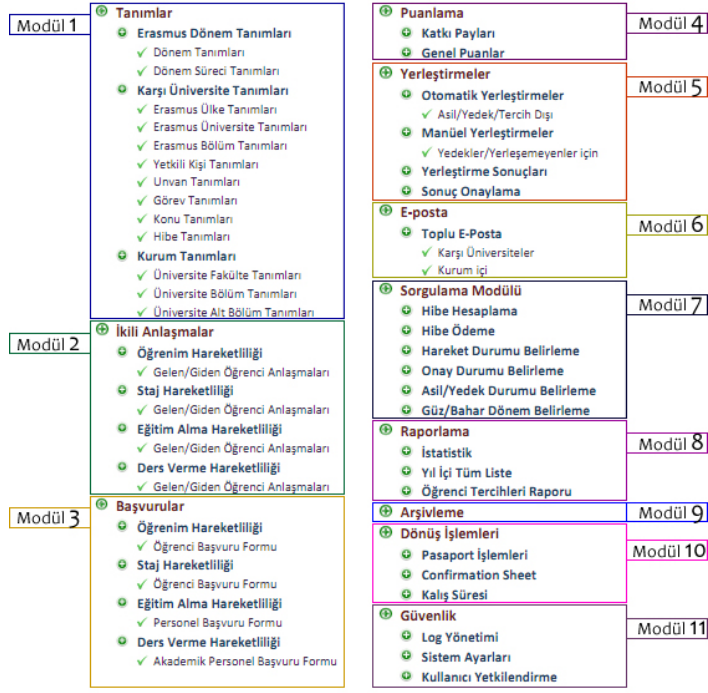 Modül 1
Tanımlar
Erasmus Dönem Tanımları
Dönem Tanımları
Dönem Süreci Tanımları
Karşı Üniversite Tanımları
Erasmus Ülke Tanımları
Erasmus Üniversite Tanımları
Erasmus Bölüm Tanımları
Yetkili Kişi Tanımları
Unvan Tanımları
Görev Tanımları
Konu Tanımları
Hibe Tanımları
Kurum Tanımları
Üniversite Fakülte Tanımları
Üniversite Bölüm Tanımları
Üniversite Alt Bölüm Tanımları
Modül 2
İkili Anlaşmalar
Öğrenim Hareketliliği
Gelen/Giden Öğrenci Anlaşmaları
Staj Hareketliliği
Gelen/Giden Öğrenci Anlaşmaları
Eğitim Alma Hareketliliği
Gelen/Giden Öğrenci Anlaşmaları
Ders Verme Hareketliliği
Gelen/Giden Öğrenci Anlaşmaları
Modül 3
Başvurular
Öğrenim Hareketliliği
Öğrenci Başvuru Formu
Staj Hareketliliği
Öğrenci Başvuru Formu
Eğitim Alma Hareketliliği
Personel Başvuru Formu
Ders Verme Hareketliliği
Akademik Personel Başvuru Formu
Puanlama
Modül 4
Katkı Payları
Genel Puanlar
Yerleştirmeler
Modül 5
Otomatik Yerleştirmeler
Asil/Yedek/Tercih Dışı
Manüel Yerleştirmeler
Yedekler/Yerleşemeyenler için
Yerleştirme Sonuçları
Sonuç Onaylama
E-posta
Modül 6
Toplu E-Posta
Karşı Üniversiteler
Kurum içi
Sorgulama Modülü
Modül 7
Hibe Hesaplama
Hibe Ödeme
Hareket Durumu Belirleme
Onay Durumu Belirleme
Asil/Yedek Durumu Belirleme
Güz/Bahar Dönem Belirleme
Raporlama
Modül 8
İstatistik
Yıl İçi Tüm Liste
Öğrenci Tercihleri Raporu
Arşivleme
Modül 9
Dönüş İşlemleri
Modül 10
Pasaport İşlemleri
Confirmation Sheet
Kalış Süresi
Güvenlik
Modül 11
Log Yönetimi
Sistem Ayarları
Kullanıcı Yetkilendirme